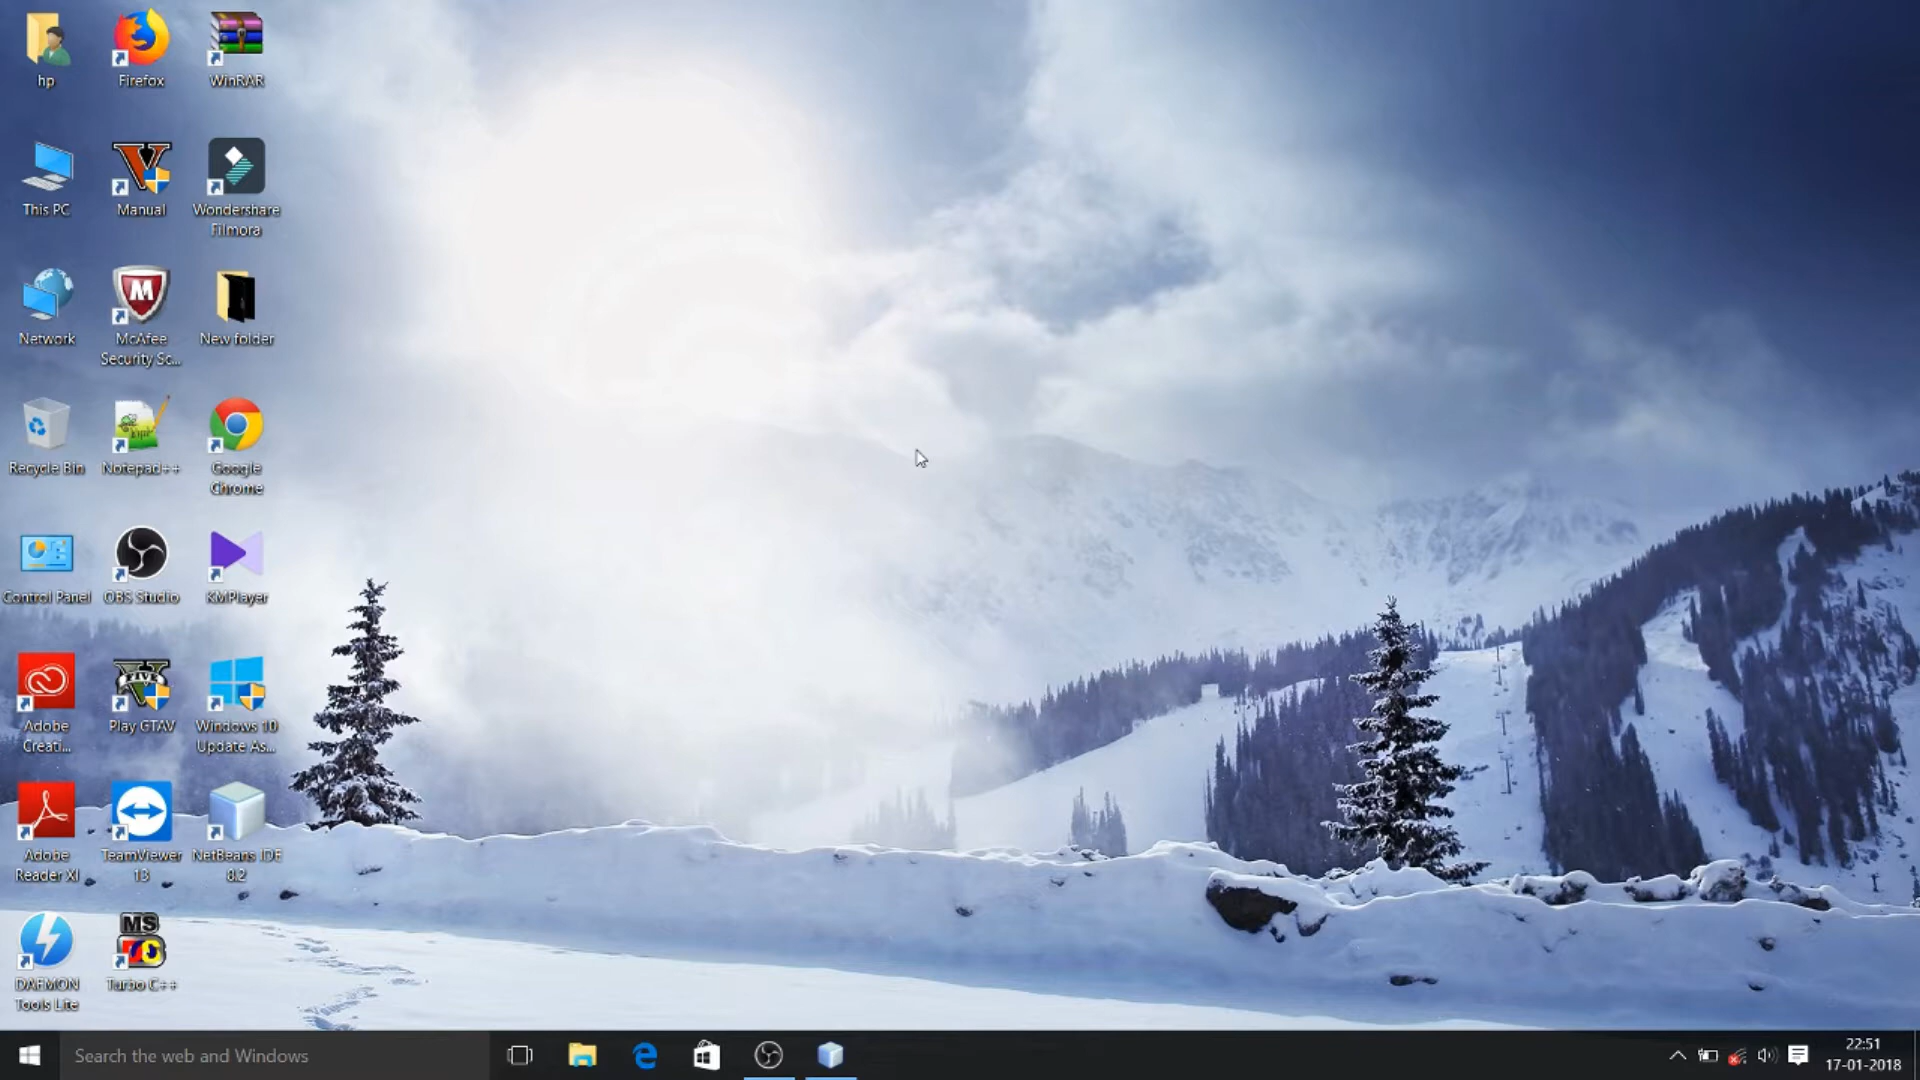 hp
Firefox
WinRAR
This PC
Manual
Wondershare
Filmora
Network
McAfee
Security Sc...
New folder
Recycle Bin
Notepad++
Google
Chrome
Control Panel
OBS Studio
KMPlayer
Adobe
Creati...
FIVE
Play GTAV
Windows 10
Update As...
Adobe
Reader XI
TeamViewer
13
NetBeans IDE
8.2
MS
DAEMON
Tools Lite
Turbo C++
Search the web and Windows
22:51
17-01-2018